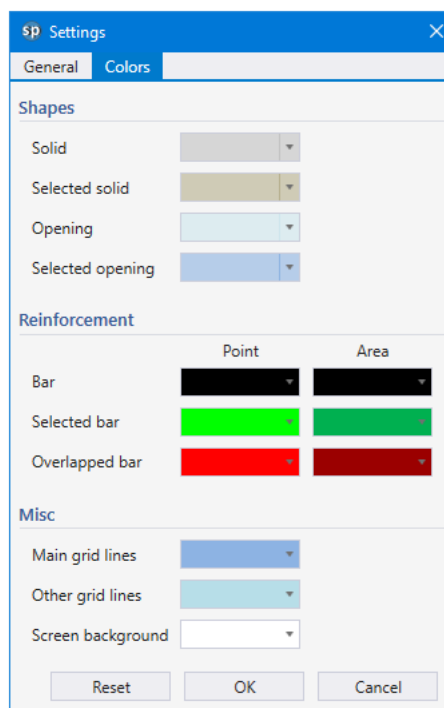 sp Settings
General Colors
Shapes
Solid
Selected solid
Opening
Selected opening
Reinforcement
Point Area
Bar
Selected bar
Overlapped bar
Misc
Main grid lines
Other grid lines
Screen background
Reset OK Cancel